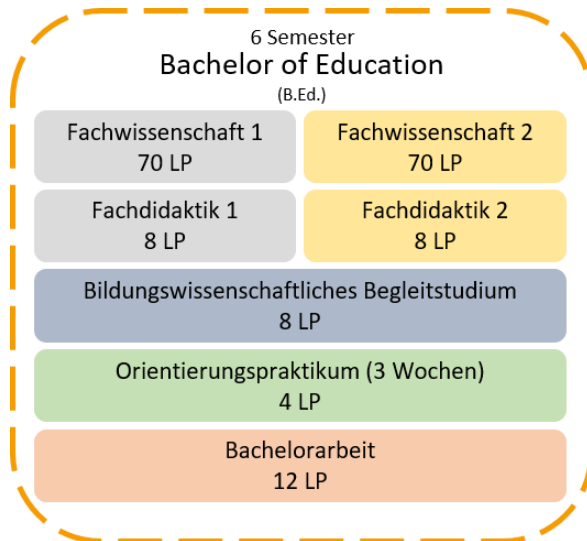 6 Semester
Bachelor of Education
(B.Ed.)
Fachwissenschaft 1
70 LP
Fachwissenschaft 2
70 LP
Fachdidaktik 1
8 LP
Fachdidaktik 2
8 LP
Bildungswissenschaftliches Begleitstudium
8 LP
Orientierungspraktikum (3 Wochen)
4 LP
Bachelorarbeit
12 LP